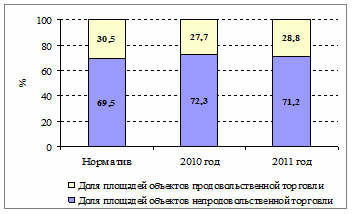 100
80
60
40
20
0
%
30,5
27,7
28,8
69,5
72,3
71,2
Норматив
2010 год
2011 год
Доля площадей объектов продовольственной торговли
Доля площадей объектов непродовольственной торговли